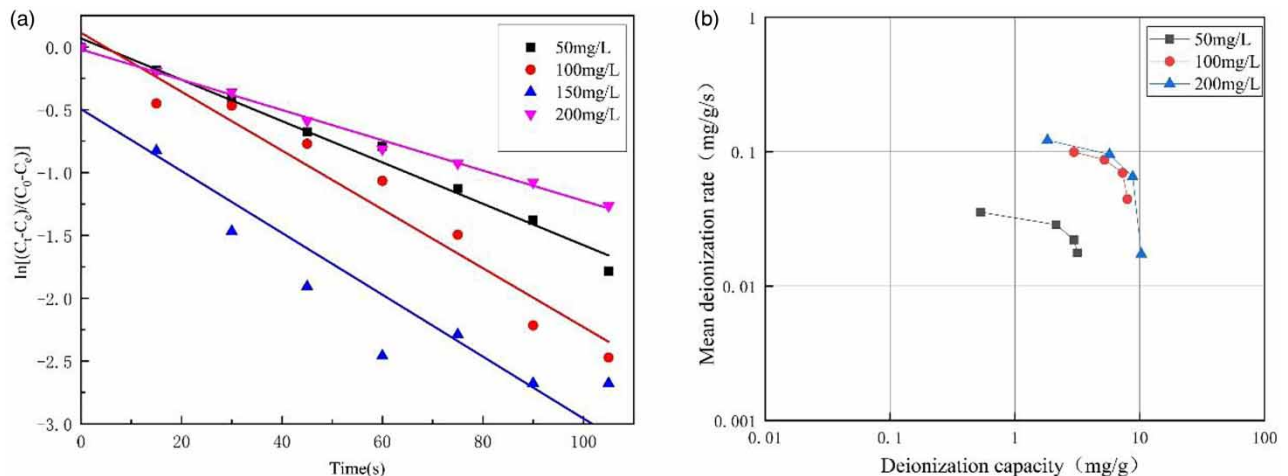 (a)
50mg/L
100mg/L
150mg/L
200mg/L
0.0
-0.5
-1.0
-1.5
-2.0
-2.5
-3.0
0 20 40 60 80 100
ln[(Ct-Ce)/(C0-Ce)]
Time(s)
(b)
50mg/L
100mg/L
200mg/L
1
0.1
0.01
0.001
0.01 0.1 1 10 100
Mean deionization rate (mg/g/s)
Deionization capacity (mg/g)